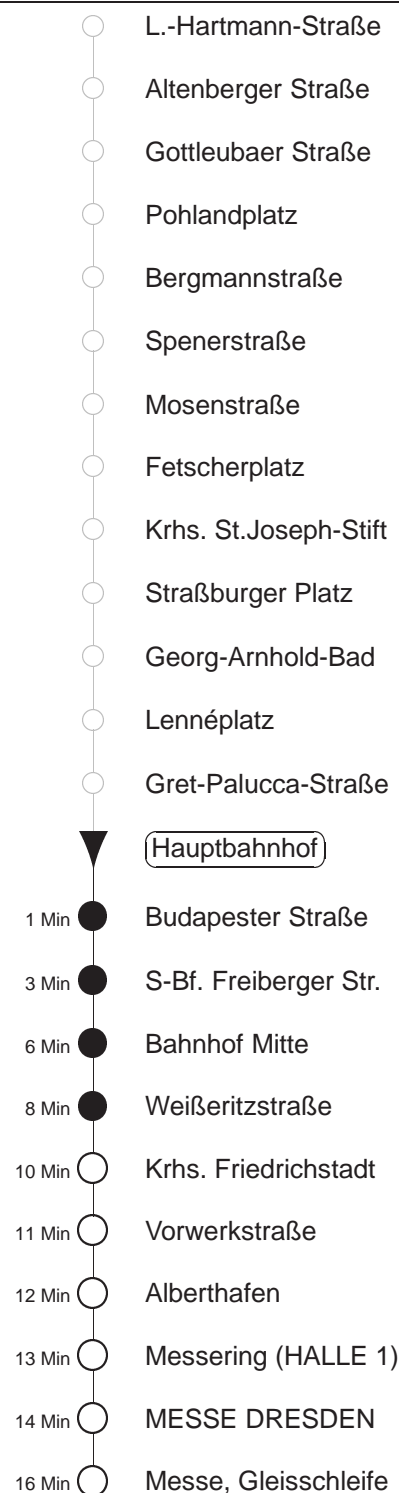 L.-Hartmann-Straße
Altenberger Straße
Gottleubaer Straße
Pohlandplatz
Bergmannstraße
Spenerstraße
Mosenstraße
Fetscherplatz
Krhs. St.Joseph-Stift
Straßburger Platz
Georg-Arnhold-Bad
Lennéplatz
Gret-Palucca-Straße
Hauptbahnhof
1 Min Budapester Straße
3 Min S-Bf. Freiberger Str.
6 Min Bahnhof Mitte
8 Min Weißeritzstraße
10 Min Krhs. Friedrichstadt
11 Min Vorwerkstraße
12 Min Alberthafen
13 Min Messering (HALLE 1)
14 Min MESSE DRESDEN
16 Min Messe, Gleisschleife